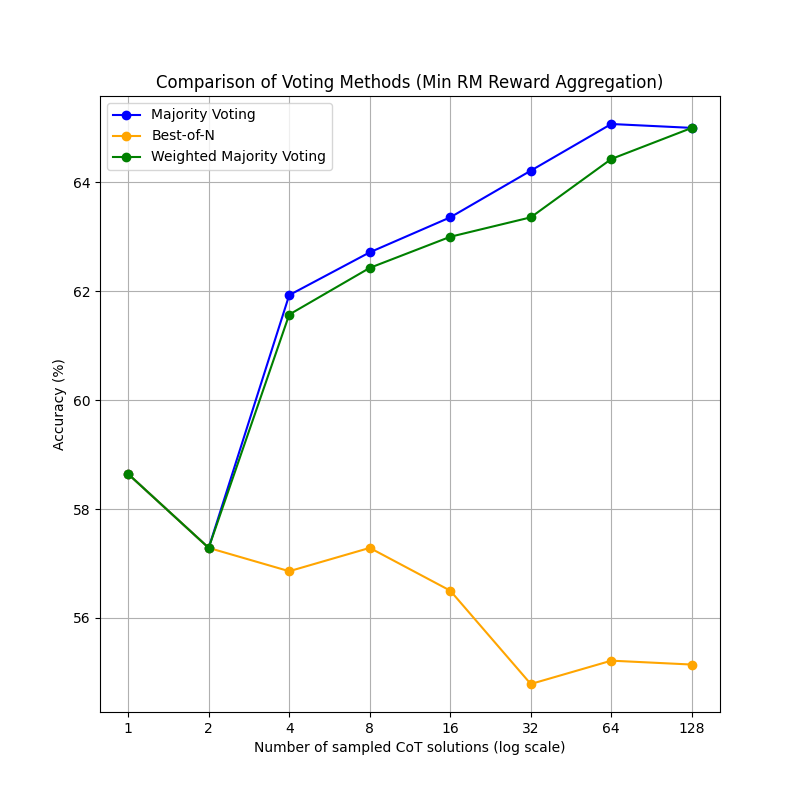 Comparison of Voting Methods (Min RM Reward Aggregation)
Majority Voting
Best-of-N
Weighted Majority Voting
64
62
60
58
56
Accuracy (%)
1 2 4 8 16 32 64 128
Number of sampled CoT solutions (log scale)